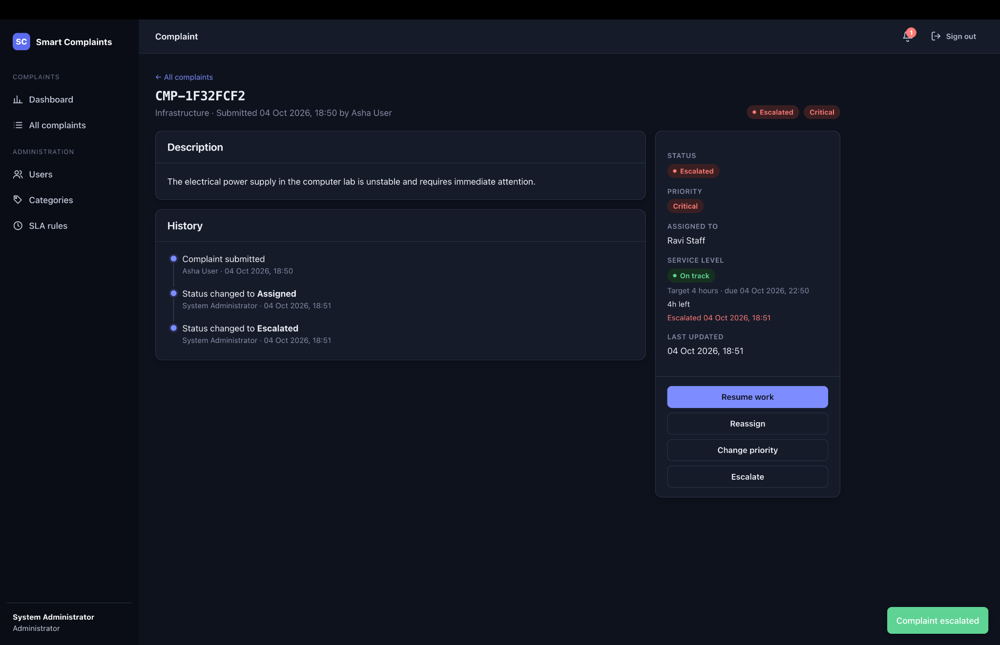 SC Smart Complaints
COMPLAINTS
Dashboard
All complaints
ADMINISTRATION
Users
Categories
SLA rules
System Administrator
Administrator
Complaint
1
Sign out
← All complaints
CMP-1F32FCF2
Infrastructure · Submitted 04 Oct 2026, 18:50 by Asha User
Escalated Critical
Description
The electrical power supply in the computer lab is unstable and requires immediate attention.
History
Complaint submitted
Asha User · 04 Oct 2026, 18:50
Status changed to Assigned
System Administrator · 04 Oct 2026, 18:51
Status changed to Escalated
System Administrator · 04 Oct 2026, 18:51
STATUS
Escalated
PRIORITY
Critical
ASSIGNED TO
Ravi Staff
SERVICE LEVEL
On track
Target 4 hours · due 04 Oct 2026, 22:50
4h left
Escalated 04 Oct 2026, 18:51
LAST UPDATED
04 Oct 2026, 18:51
Resume work
Reassign
Change priority
Escalate
Complaint escalated